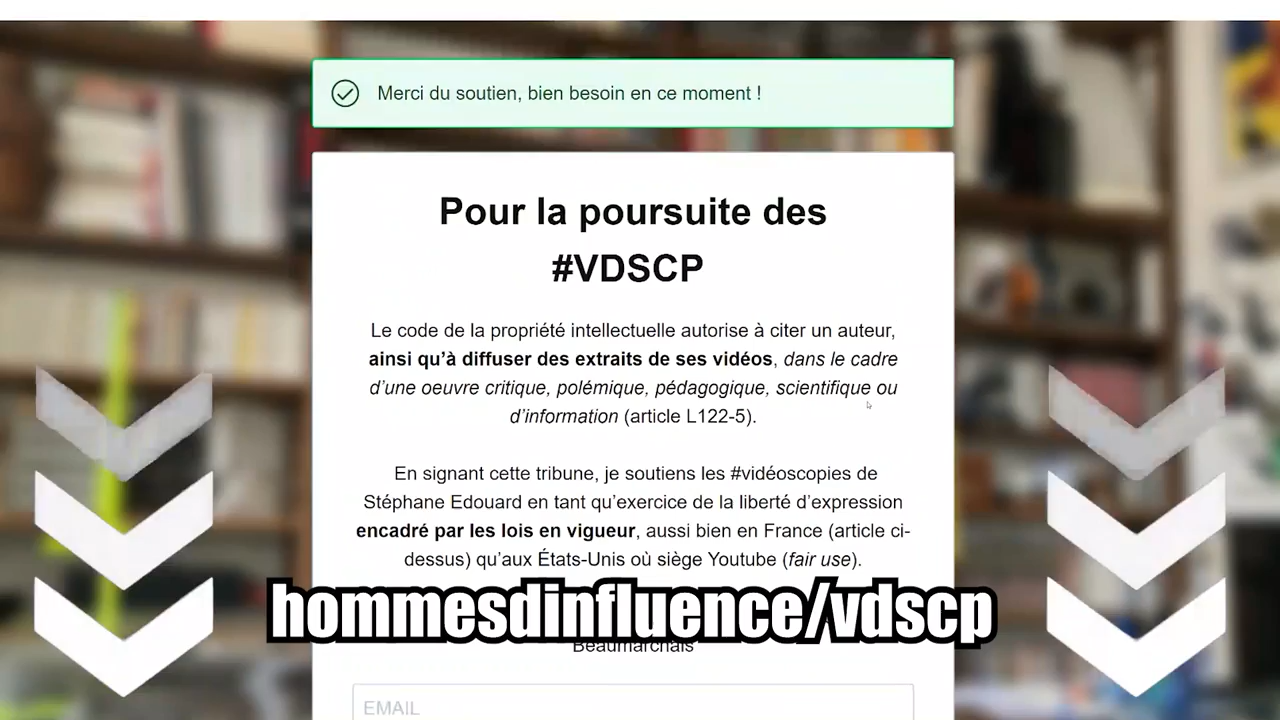 Merci du soutien, bien besoin en ce moment !
Pour la poursuite des
#VDSCP
Le code de la propriété intellectuelle autorise à citer un auteur,
ainsi qu'à diffuser des extraits de ses vidéos, dans le cadre
d'une oeuvre critique, polémique, pédagogique, scientifique ou
d'information (article L122-5).
En signant cette tribune, je soutiens les #vidéoscopies de
Stéphane Edouard en tant qu'exercice de la liberté d'expression
encadré par les lois en vigueur, aussi bien en France (article ci-
dessus) qu'aux États-Unis où siège Youtube (fair use).
hommesdinfluence/vdscp
Beaumarchais
EMAIL